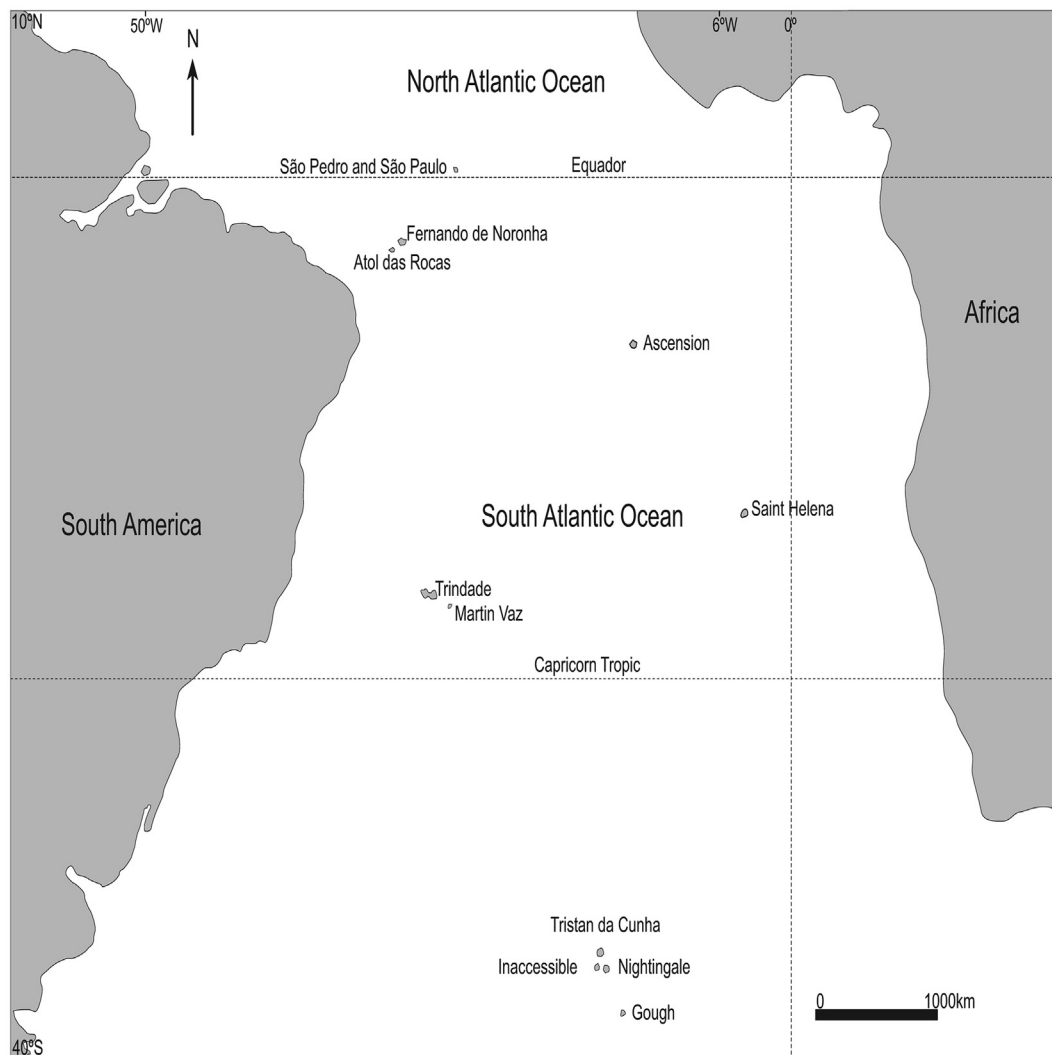 10ºN
50ºW
6ºW
0º
N
North Atlantic Ocean
São Pedro and São Paulo
Equador
Fernando de Noronha
Atol das Rocas
Africa
Ascension
South America
South Atlantic Ocean
Saint Helena
Trindade
Martin Vaz
Capricorn Tropic
Tristan da Cunha
Inaccessible
Nightingale
Gough
0
1000km
40ºS